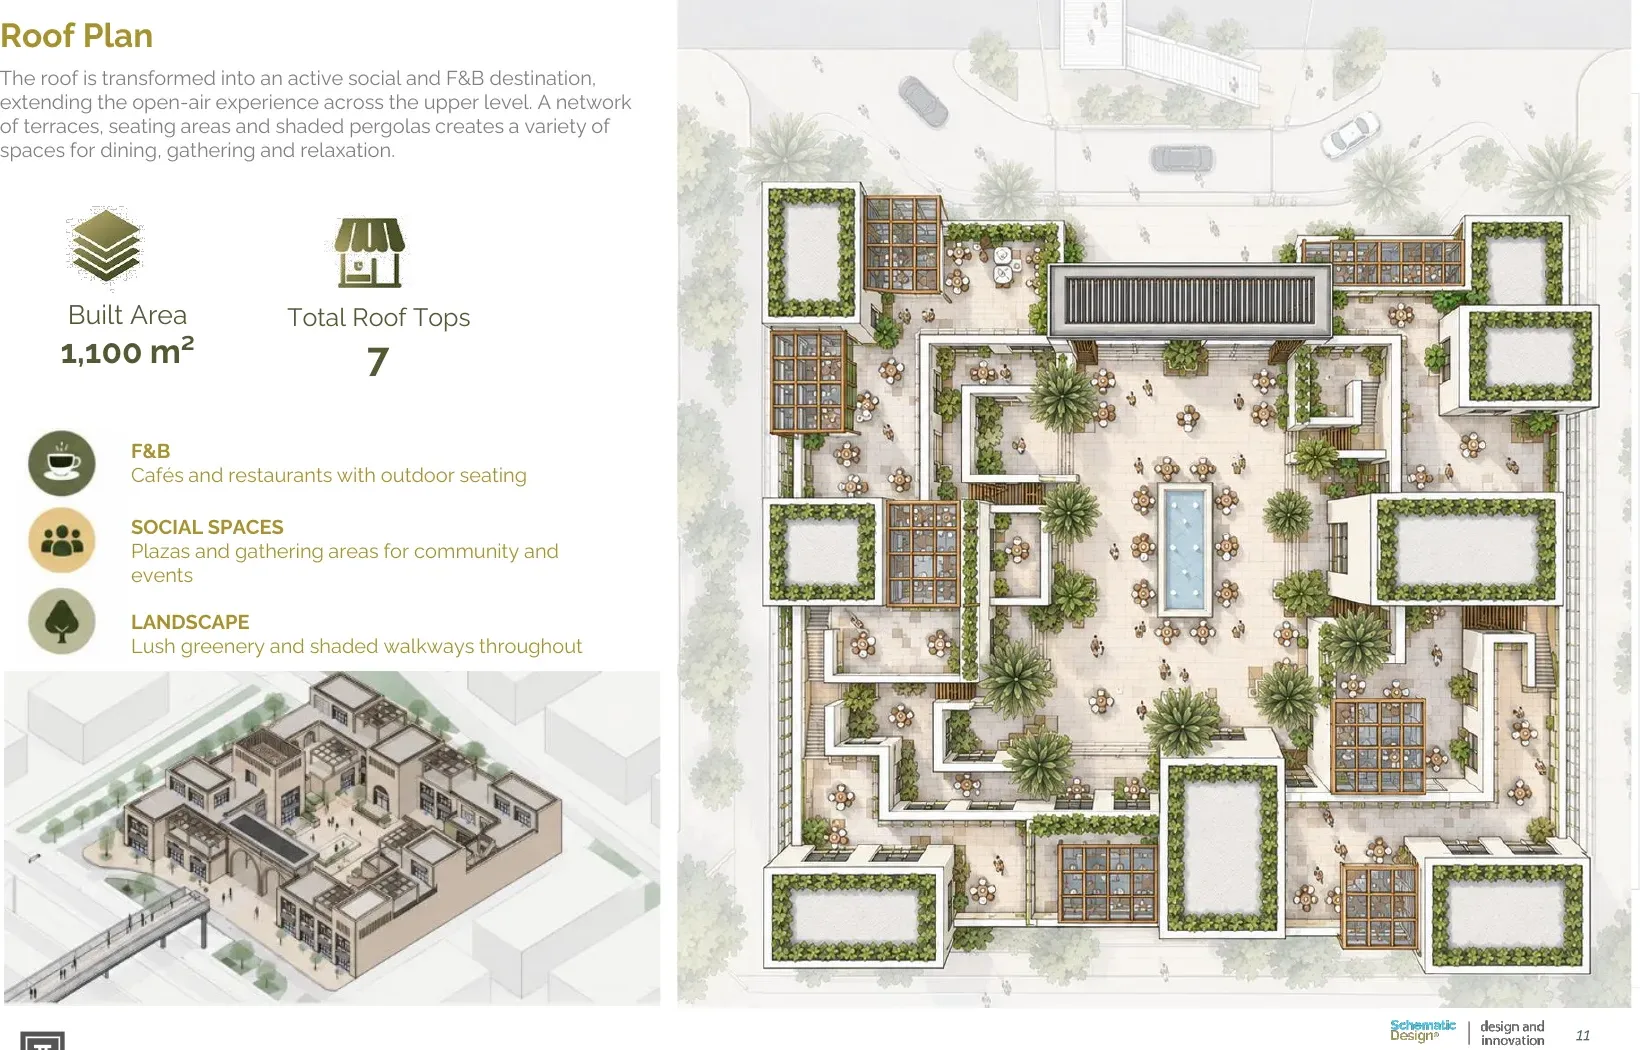 Roof Plan
The roof is transformed into an active social and F&B destination,
extending the open-air experience across the upper level. A network
of terraces, seating areas and shaded pergolas creates a variety of
spaces for dining, gathering and relaxation.
Built Area
1,100 m²
Total Roof Tops
7
F&B
Cafés and restaurants with outdoor seating
SOCIAL SPACES
Plazas and gathering areas for community and
events
LANDSCAPE
Lush greenery and shaded walkways throughout
Schematic
Design®
design and
innovation
11